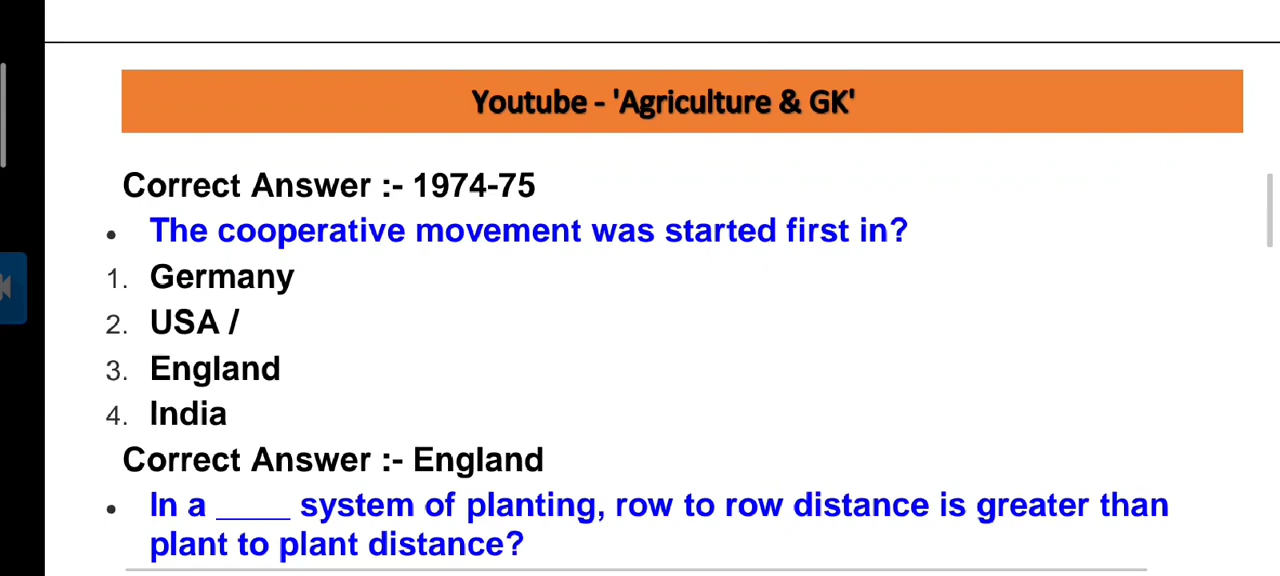 Youtube - 'Agriculture & GK'
Correct Answer :- 1974-75
• The cooperative movement was started first in?
1. Germany
2. USA /
3. England
4. India
Correct Answer :- England
• In a ____ system of planting, row to row distance is greater than
plant to plant distance?